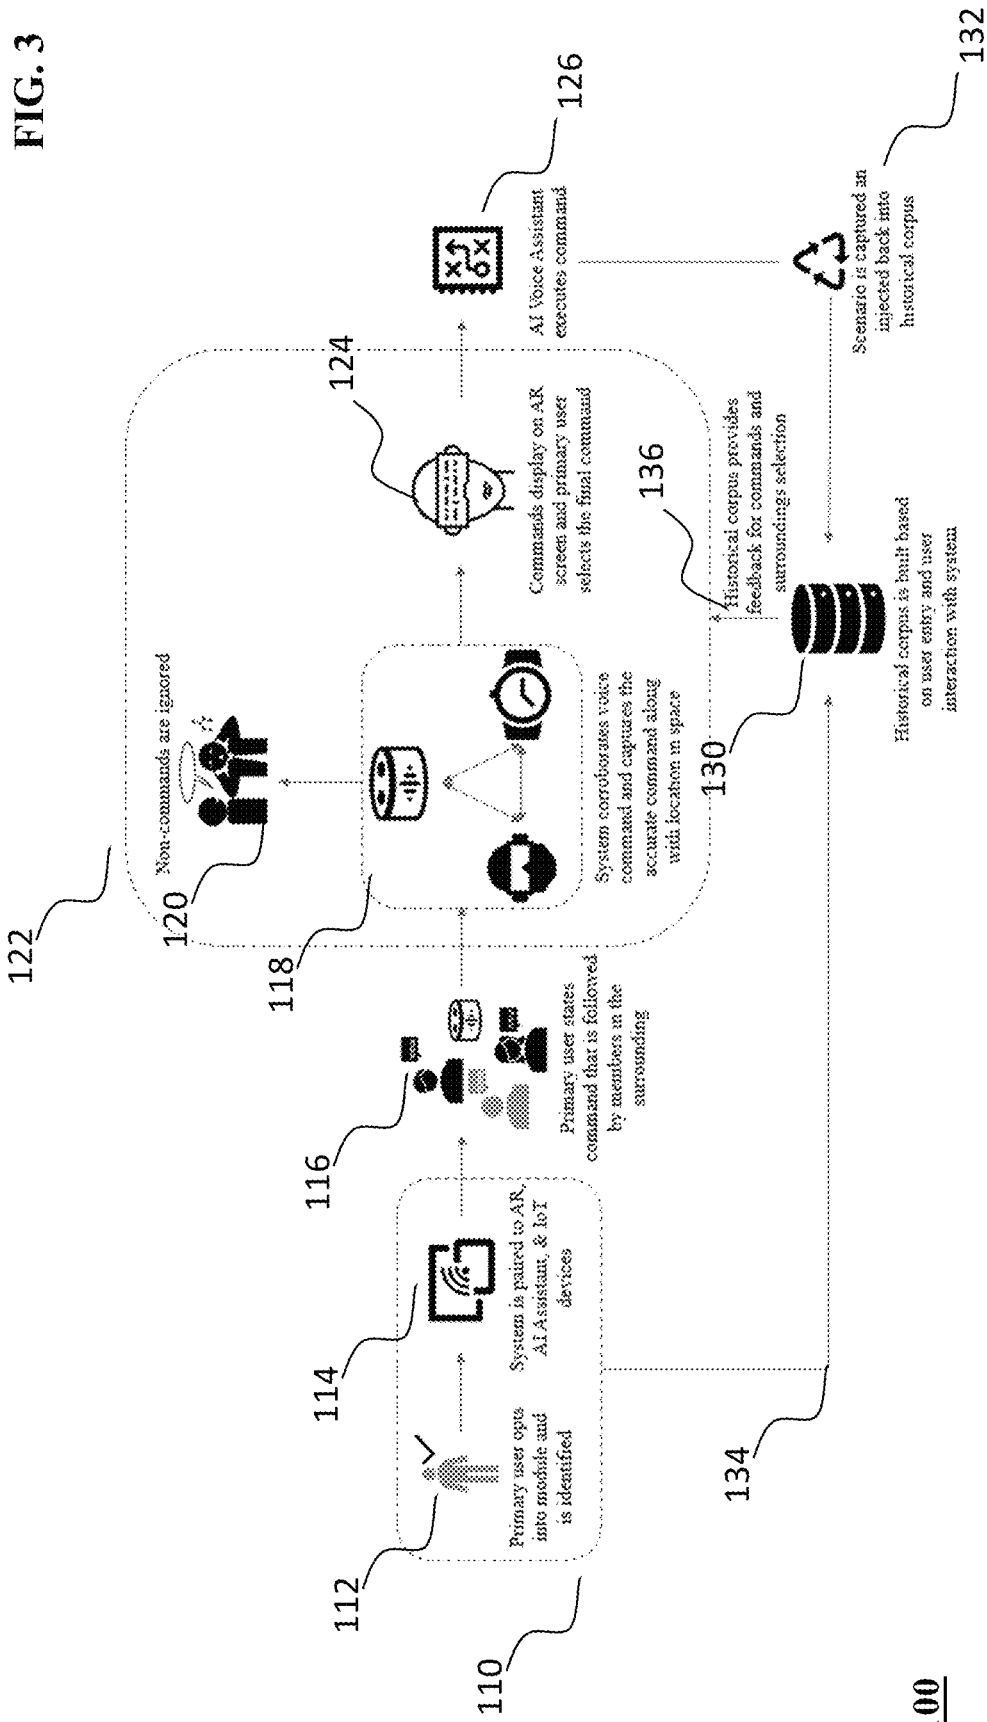 FIG. 3
122
Non-commands are ignored
120
118
116
Primary user states
command that is followed
by members in the
surrounding
114
System is paired to AR,
AI Assistant, & IoT
devices
112
Primary user opts
into module and
is identified
110
System corroborates voice
command and captures the
accurate command along
with location in space
124
Commands display on AR
screen and primary user
selects the final command
126
AI Voice Assistant
executes command
136
Historical corpus provides
feedback for commands and
surroundings selection
130
Historical corpus is built based
on user entry and user
interaction with system
132
Scenario is captured an
injected back into
historical corpus
134
00